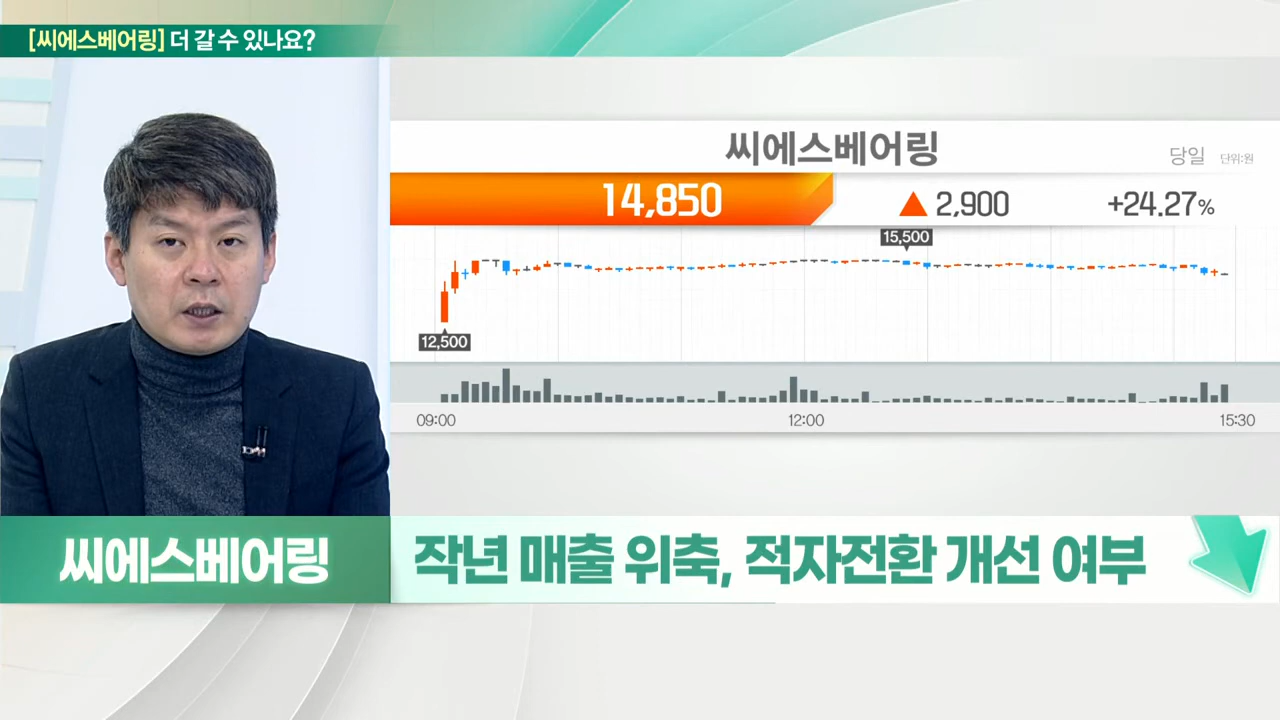 [씨에스베어링] 더 갈 수 있나요?
씨에스베어링
당일 단위:원
14,850 ▲ 2,900 +24.27%
15,500
12,500
09:00 12:00 15:30
씨에스베어링
작년 매출 위축, 적자전환 개선 여부